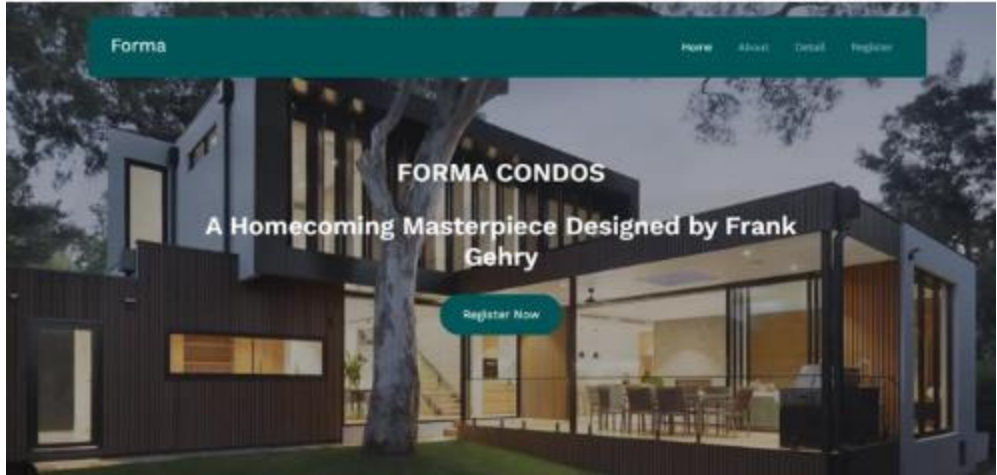 Forma
Home About Detail Register
FORMA CONDOS
A Homecoming Masterpiece Designed by Frank
Gehry
Register Now